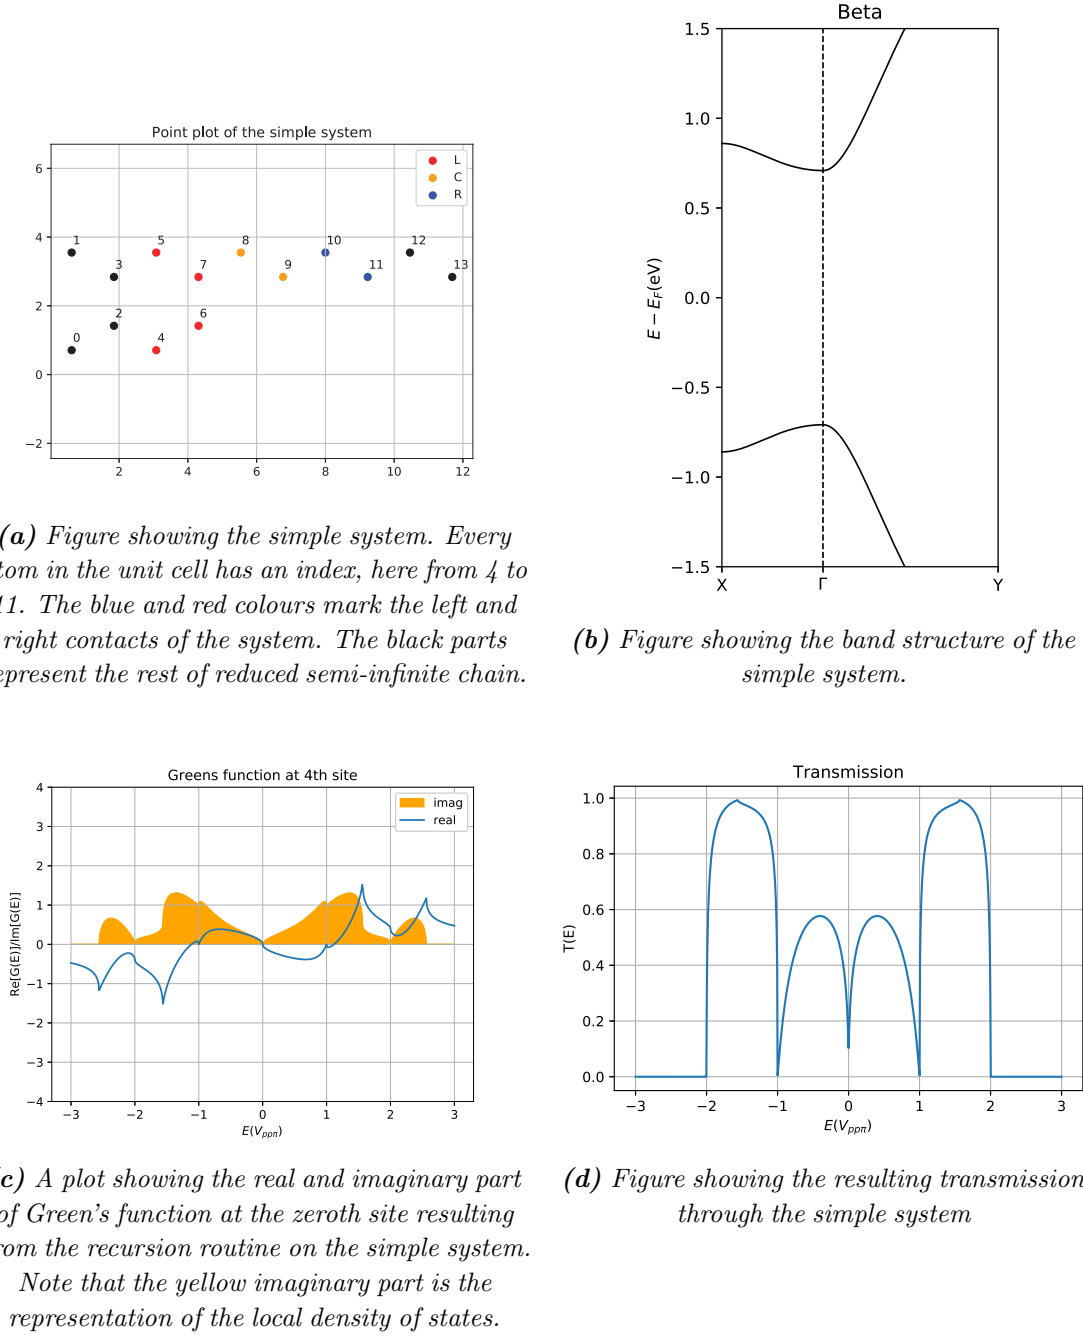 Point plot of the simple system
L
C
R
6
4
2
0
−2
2
4
6
8
10
12
1
5
8
10
12
3
7
9
11
13
2
6
0
4
(a) Figure showing the simple system. Every
tom in the unit cell has an index, here from 4 to
11. The blue and red colours mark the left and
right contacts of the system. The black parts
epresent the rest of reduced semi-infinite chain.
Beta
1.5
1.0
0.5
0.0
−0.5
−1.0
−1.5
E − E_F(eV)
X
Γ
Y
(b) Figure showing the band structure of the
simple system.
Greens function at 4th site
imag
real
4
3
2
1
0
−1
−2
−3
−4
Re[G(E)]/Im[G(E)]
−3
−2
−1
0
1
2
3
E(V_{ppπ})
c) A plot showing the real and imaginary part
of Green's function at the zeroth site resulting
rom the recursion routine on the simple system.
Note that the yellow imaginary part is the
representation of the local density of states.
Transmission
1.0
0.8
0.6
0.4
0.2
0.0
T(E)
−3
−2
−1
0
1
2
3
E(V_{ppπ})
(d) Figure showing the resulting transmission
through the simple system